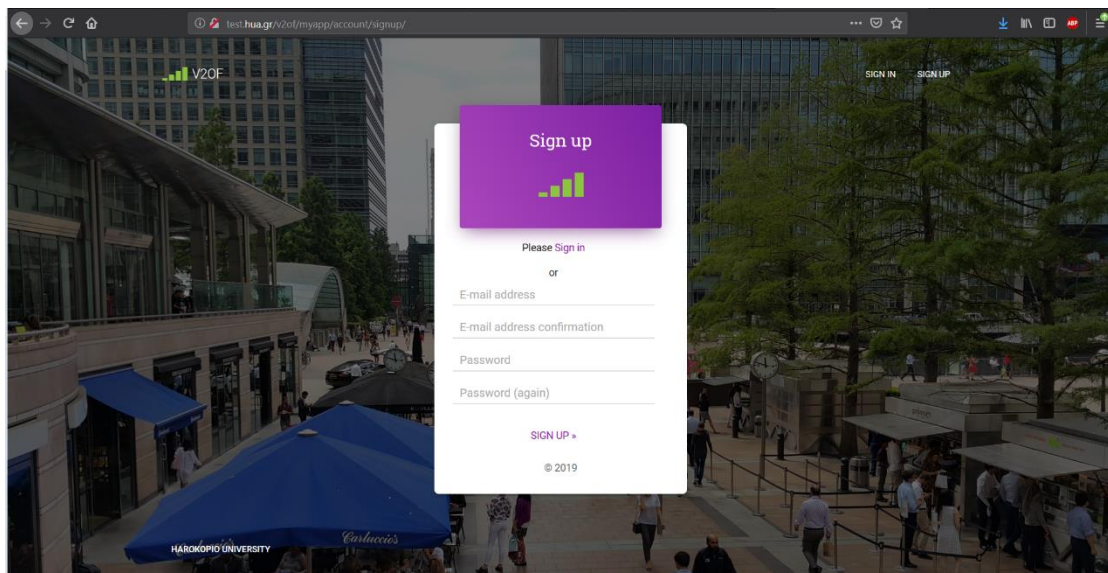 test.hua.gr/v2of/myapp/account/signup/
ABP
V2OF
SIGN IN
SIGN UP
Sign up
Please Sign in
or
E-mail address
E-mail address confirmation
Password
Password (again)
SIGN UP »
© 2019
HAROKOPIO UNIVERSITY
Carluccio's